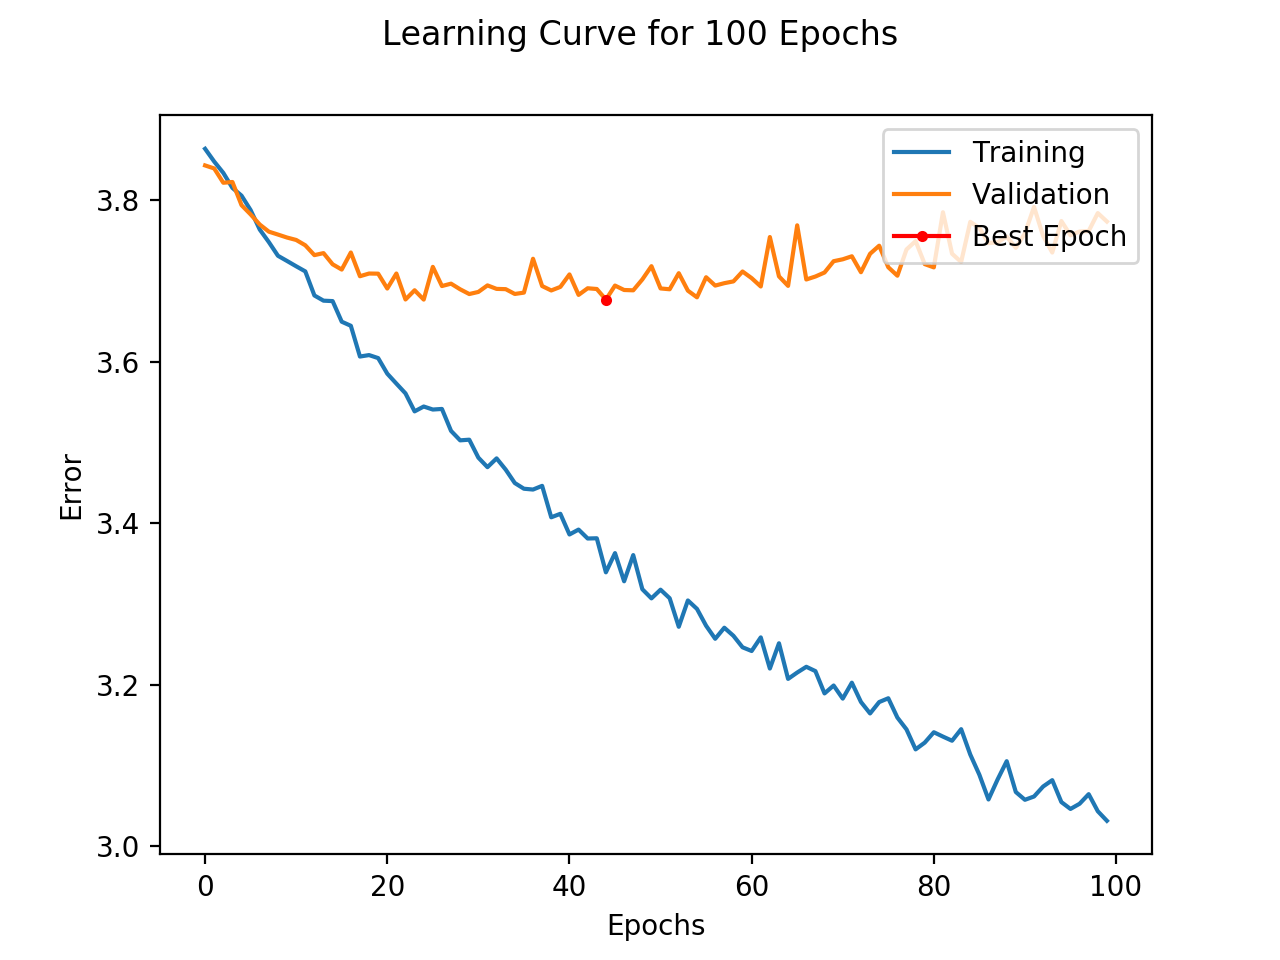 Learning Curve for 100 Epochs
Training
Validation
Best Epoch
3.8
3.6
3.4
3.2
3.0
Error
0 20 40 60 80 100
Epochs